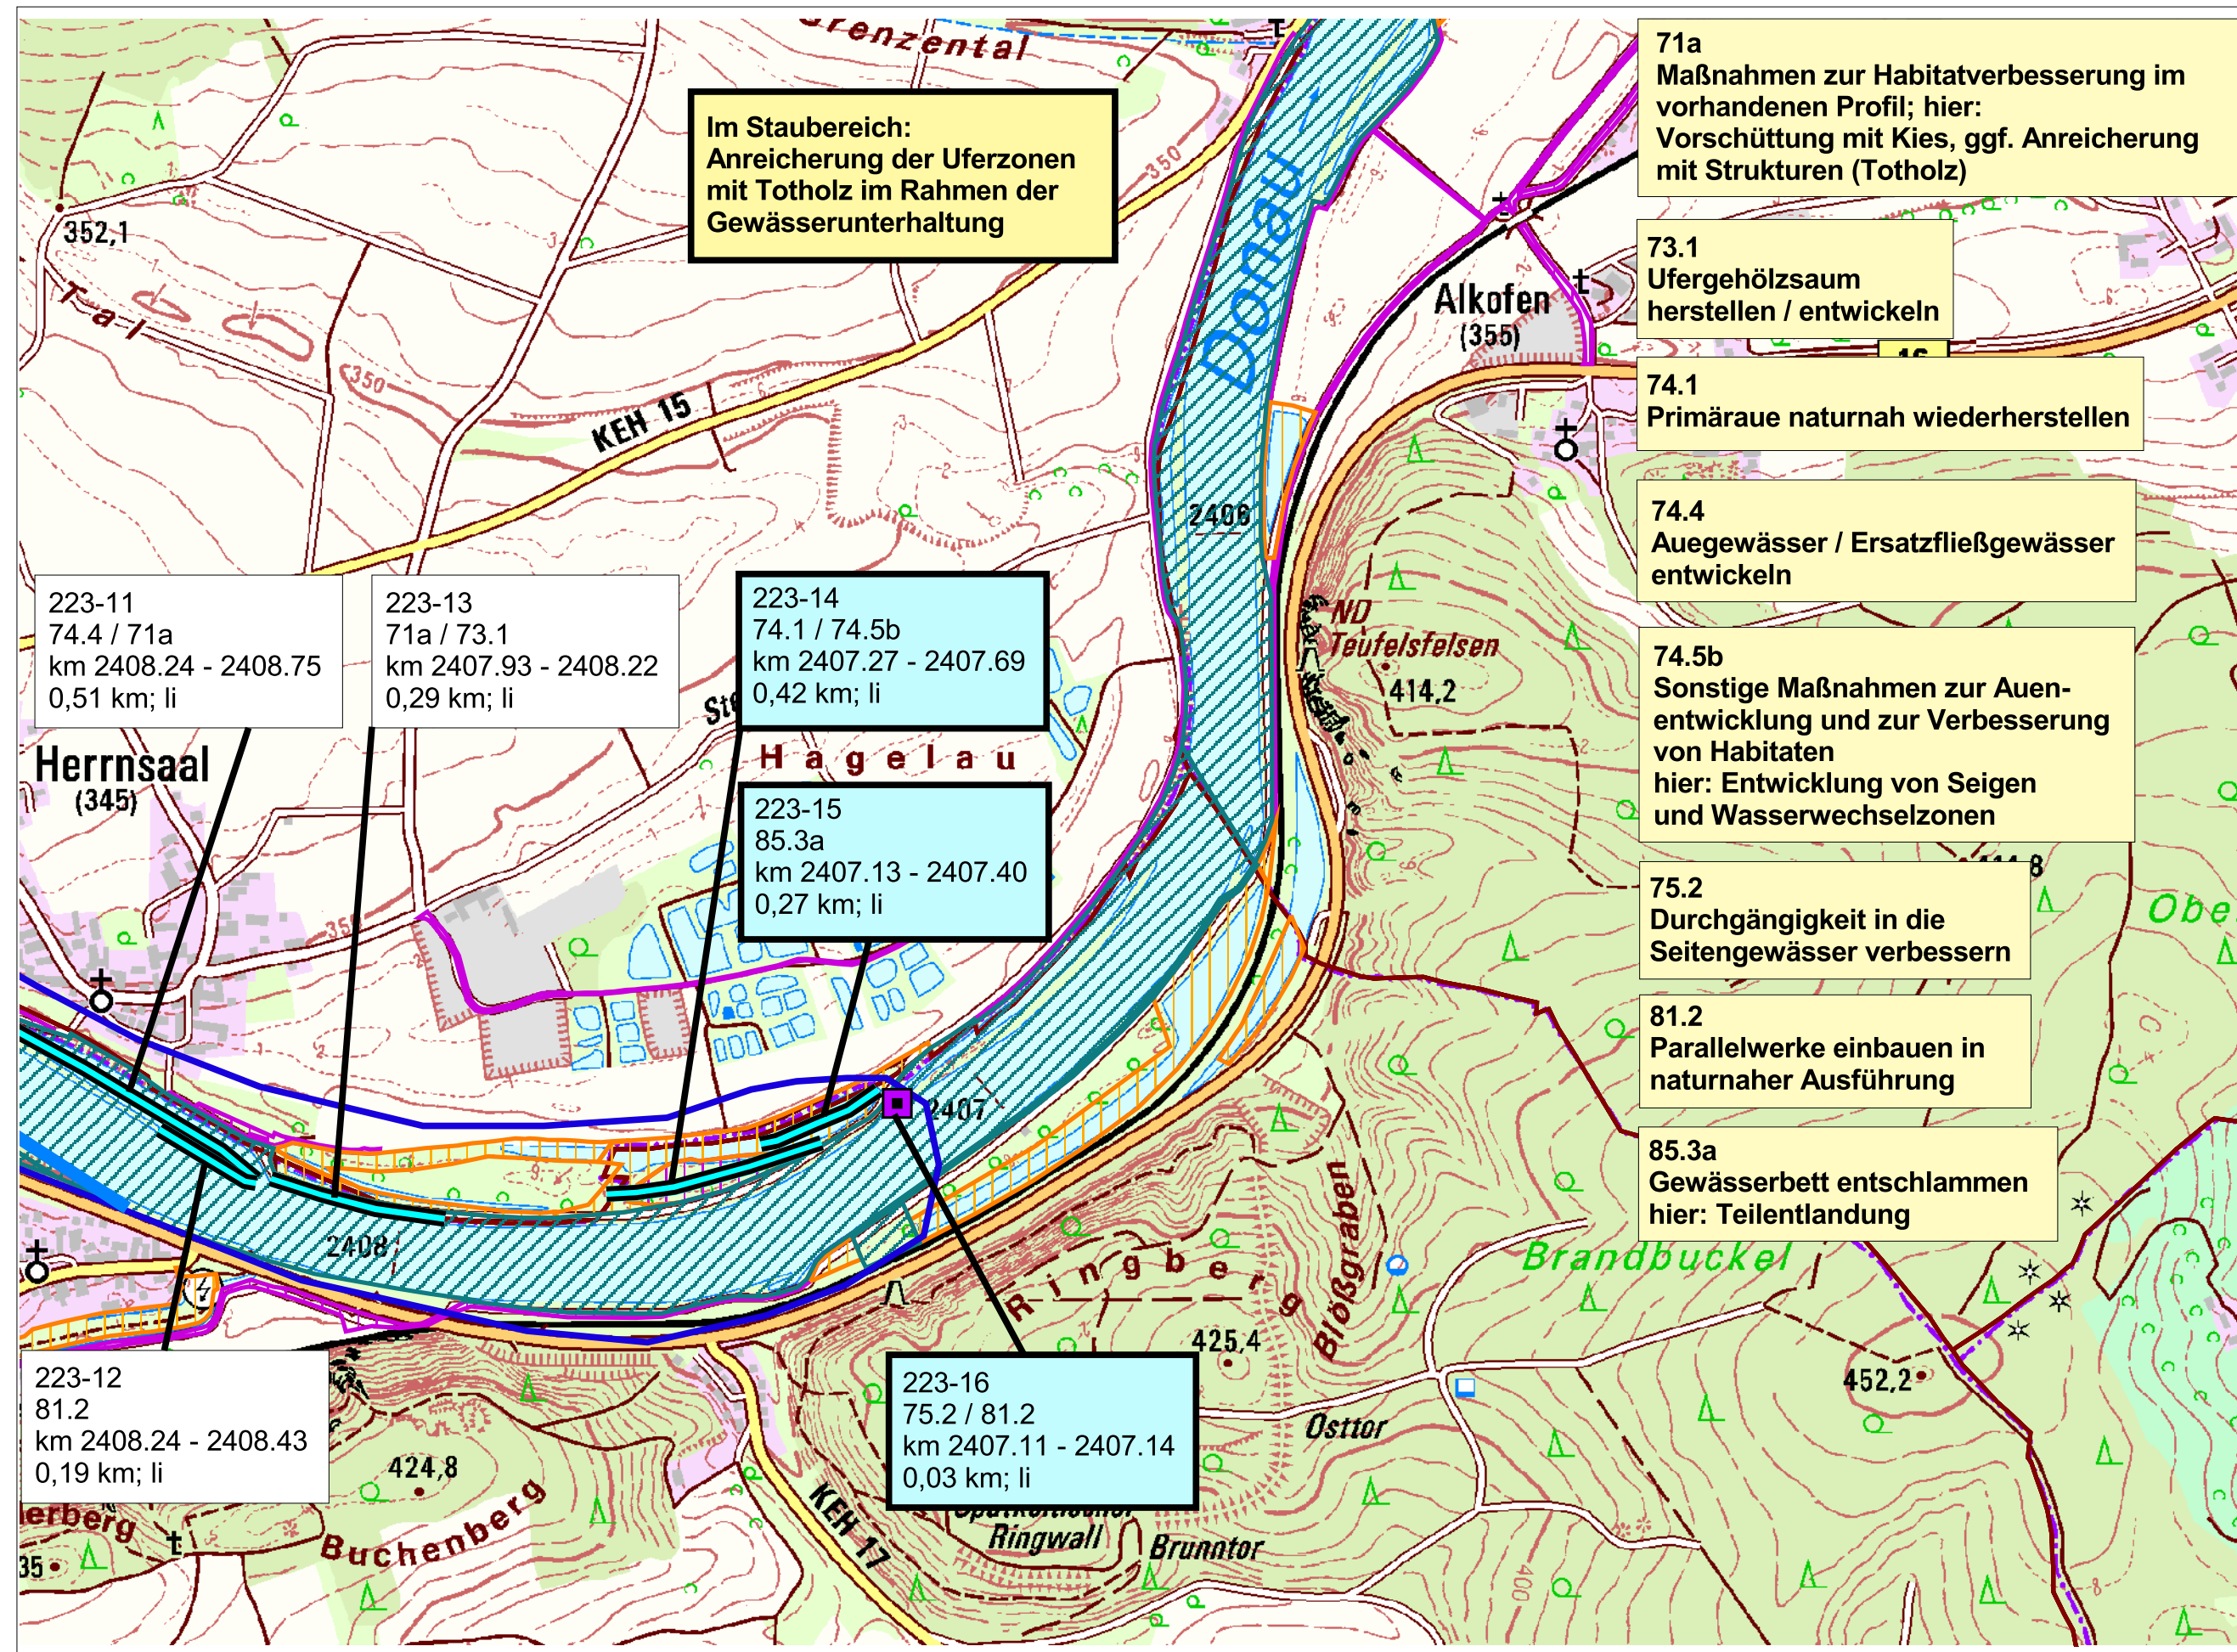 Grenzental
71a
Maßnahmen zur Habitatverbesserung im
vorhandenen Profil; hier:
Vorschüttung mit Kies, ggf. Anreicherung
mit Strukturen (Totholz)
Im Staubereich:
Anreicherung der Uferzonen
mit Totholz im Rahmen der
Gewässerunterhaltung
350
Donau
352,1
Tal
73.1
Ufergehölzsaum
herstellen / entwickeln
Alkofen
(355)
16
350
KEH 15
74.1
Primäraue naturnah wiederherstellen
2406
74.4
Auegewässer / Ersatzfließgewässer
entwickeln
223-11
74.4 / 71a
km 2408.24 - 2408.75
0,51 km; li
223-13
71a / 73.1
km 2407.93 - 2408.22
0,29 km; li
223-14
74.1 / 74.5b
km 2407.27 - 2407.69
0,42 km; li
ND
Teufelsfelsen
414,2
74.5b
Sonstige Maßnahmen zur Auen-
entwicklung und zur Verbesserung
von Habitaten
hier: Entwicklung von Seigen
und Wasserwechselzonen
Herrnsaal
(345)
Hagelau
223-15
85.3a
km 2407.13 - 2407.40
0,27 km; li
350
75.2
Durchgängigkeit in die
Seitengewässer verbessern
Obe
81.2
Parallelwerke einbauen in
naturnaher Ausführung
2407
85.3a
Gewässerbett entschlammen
hier: Teilentlandung
2408
Ringberg
Blößgraben
Brandbuckel
425,4
452,2
223-12
81.2
km 2408.24 - 2408.43
0,19 km; li
223-16
75.2 / 81.2
km 2407.11 - 2407.14
0,03 km; li
Osttor
424,8
erberg
Buchenberg
35
KEH 17
Ringwall
Brunntor
400